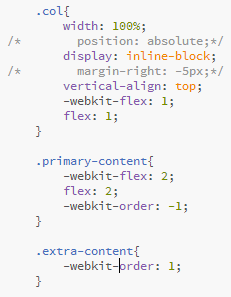 .col{
width: 100%;
/* position: absolute;*/
display: inline-block;
/* margin-right: -5px;*/
vertical-align: top;
-webkit-flex: 1;
flex: 1;
}
.primary-content{
-webkit-flex: 2;
flex: 2;
-webkit-order: -1;
}
.extra-content{
-webkit-order: 1;
}